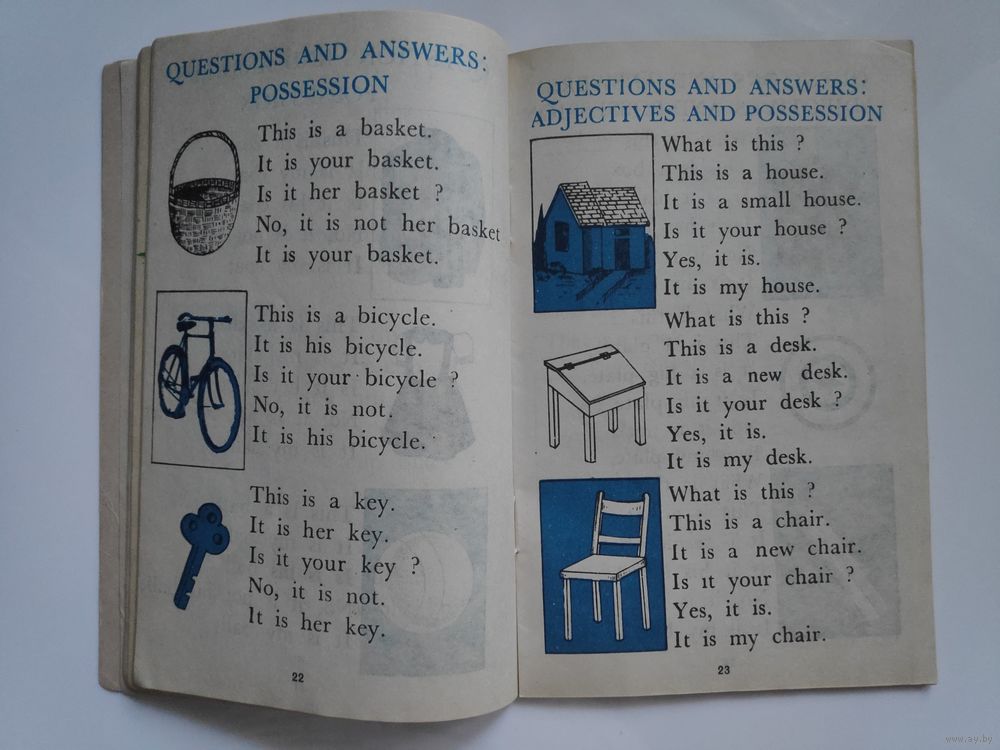 QUESTIONS AND ANSWERS:
POSSESSION
This is a basket.
It is your basket.
Is it her basket ?
No, it is not her basket
It is your basket.
This is a bicycle.
It is his bicycle.
Is it your bicycle ?
No, it is not.
It is his bicycle.
This is a key.
It is her key.
Is it your key ?
No, it is not.
It is her key.
22
QUESTIONS AND ANSWERS:
ADJECTIVES AND POSSESSION
What is this ?
This is a house.
It is a small house.
Is it your house ?
Yes, it is.
It is my house.
What is this ?
This is a desk.
It is a new desk.
Is it your desk ?
Yes, it is.
It is my desk.
What is this ?
This is a chair.
It is a new chair.
Is it your chair ?
Yes, it is.
It is my chair.
23
www.ay.by